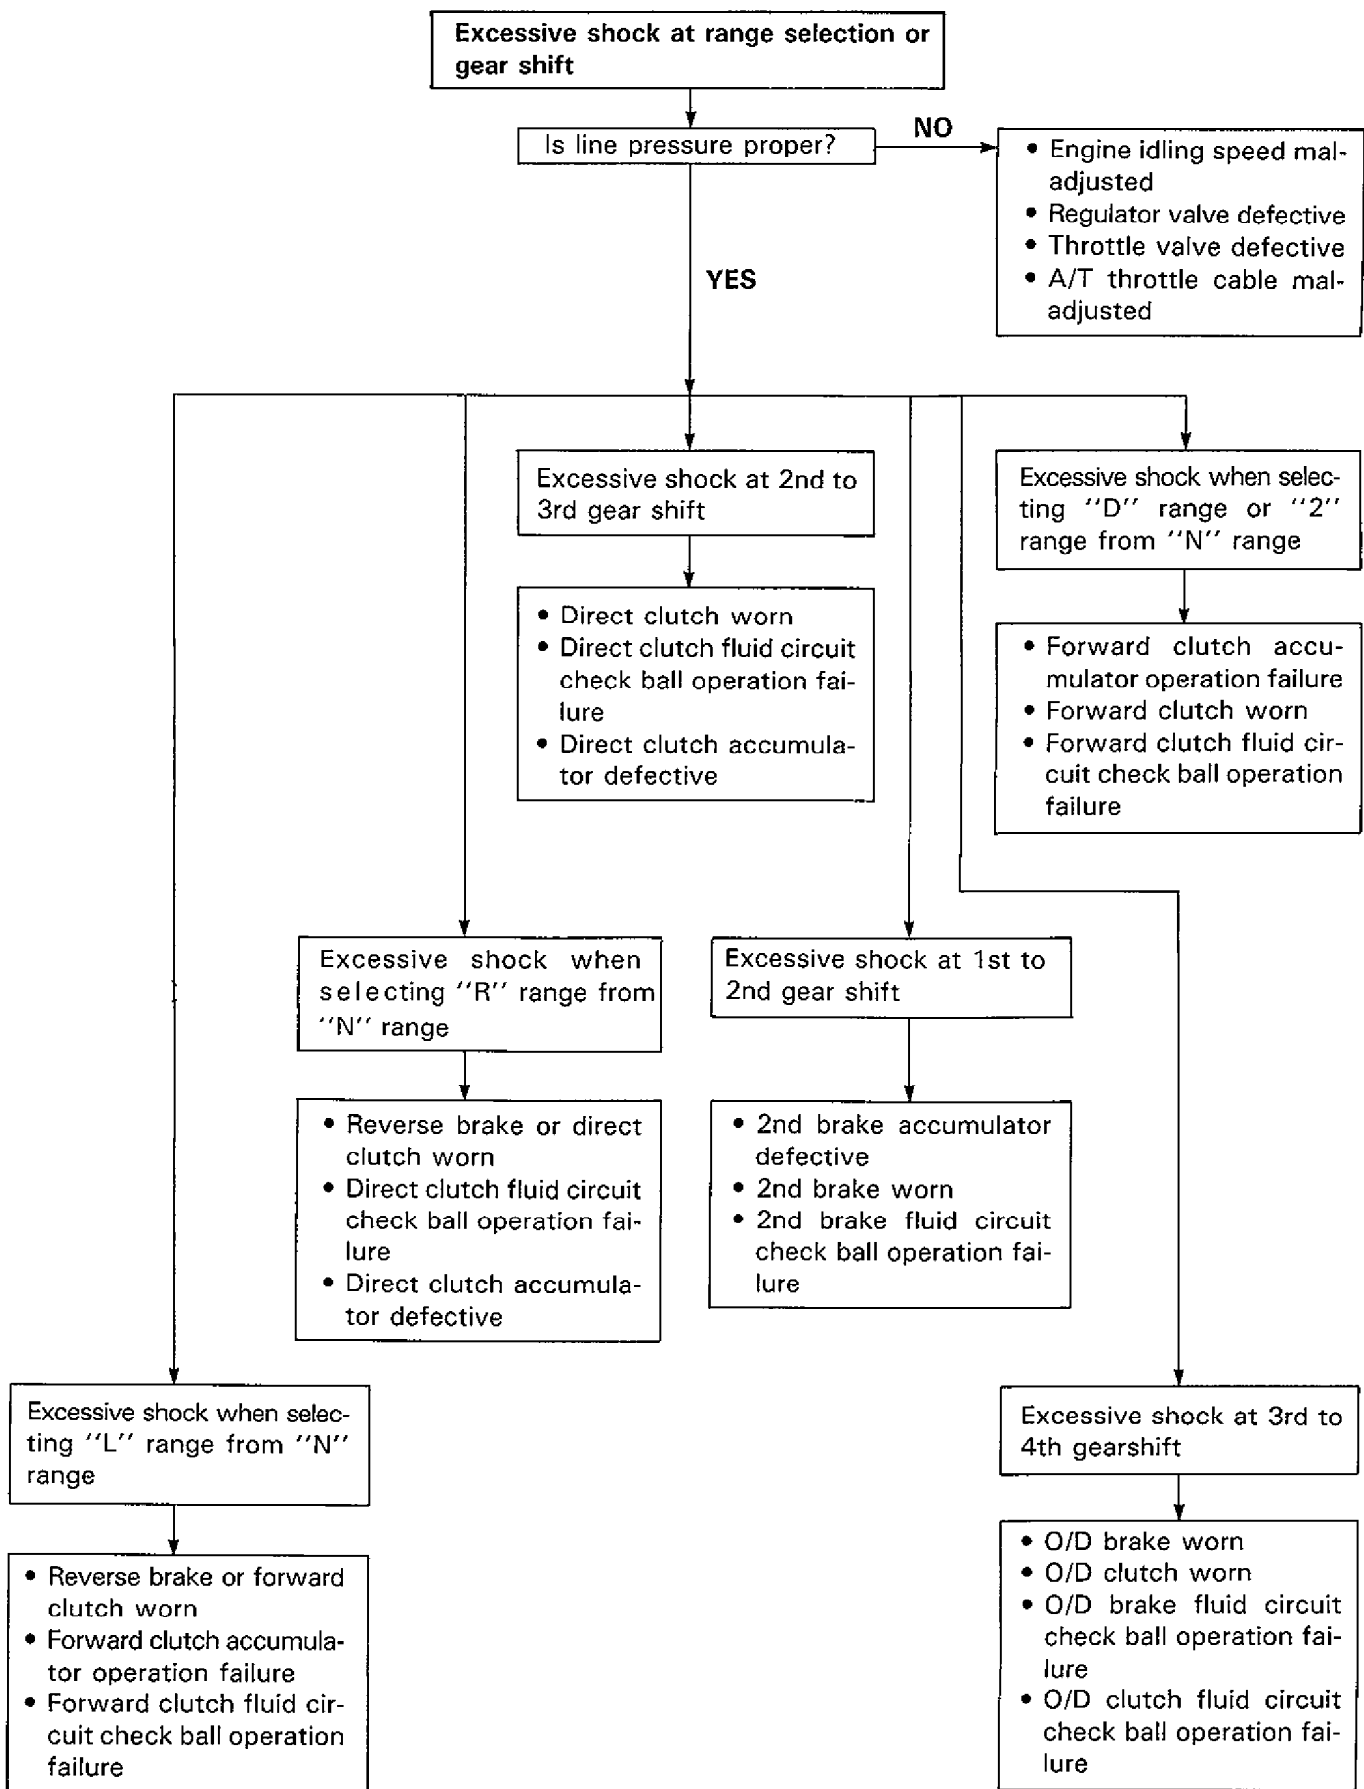 Excessive shock at range selection or
gear shift
Is line pressure proper?
NO
• Engine idling speed mal-
adjusted
• Regulator valve defective
• Throttle valve defective
• A/T throttle cable mal-
adjusted
YES
Excessive shock at 2nd to
3rd gear shift
• Direct clutch worn
• Direct clutch fluid circuit
check ball operation fai-
lure
• Direct clutch accumula-
tor defective
Excessive shock when selec-
ting "D" range or "2"
range from "N" range
• Forward clutch accu-
mulator operation failure
• Forward clutch worn
• Forward clutch fluid cir-
cuit check ball operation
failure
Excessive shock when
selecting "R" range from
"N" range
• Reverse brake or direct
clutch worn
• Direct clutch fluid circuit
check ball operation fai-
lure
• Direct clutch accumula-
tor defective
Excessive shock at 1st to
2nd gear shift
• 2nd brake accumulator
defective
• 2nd brake worn
• 2nd brake fluid circuit
check ball operation fai-
lure
Excessive shock when selec-
ting "L" range from "N"
range
• Reverse brake or forward
clutch worn
• Forward clutch accumula-
tor operation failure
• Forward clutch fluid cir-
cuit check ball operation
failure
Excessive shock at 3rd to
4th gearshift
• O/D brake worn
• O/D clutch worn
• O/D brake fluid circuit
check ball operation fai-
lure
• O/D clutch fluid circuit
check ball operation fai-
lure